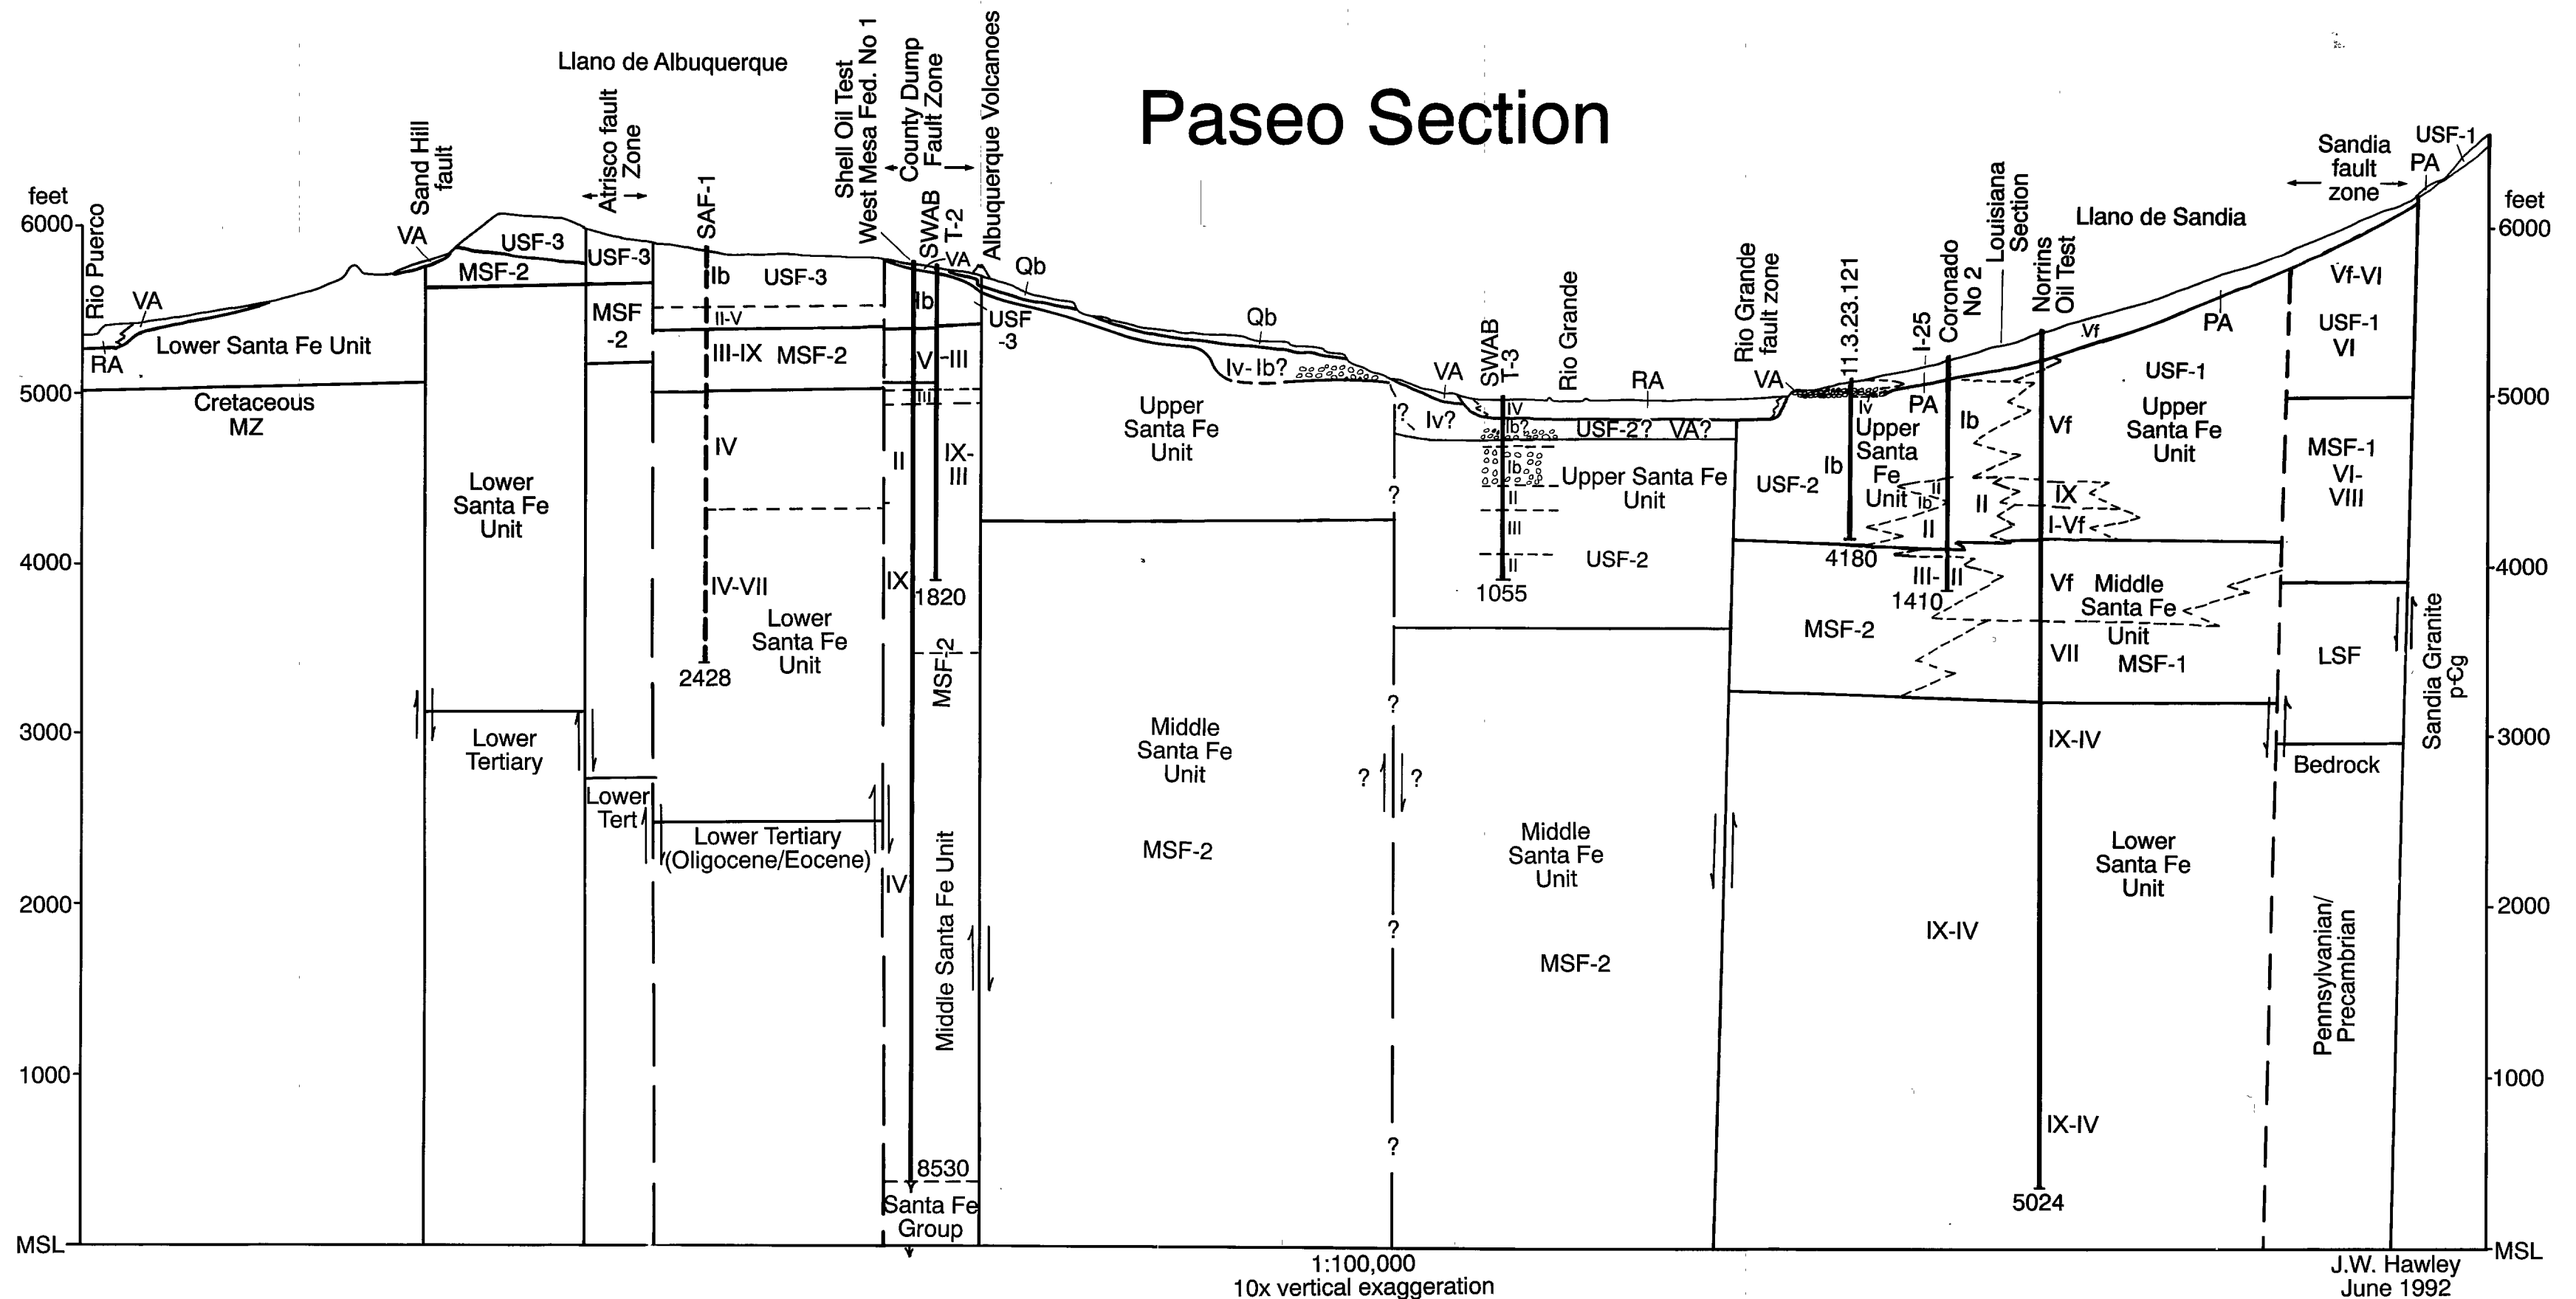 Paseo Section
Llano de Albuquerque
Sand Hill
fault
Atrisco fault
Zone
SAF-1
Shell Oil Test
West Mesa Fed. No 1
County Dump
Fault Zone
SWAB
T-2
Albuquerque Volcanoes
SWAB
T-3
Rio Grande
Rio Grande
fault zone
11.3.23.121
I-25
Coronado
No 2
Louisiana
Section
Norrins
Oil Test
Llano de Sandia
Sandia
fault
zone
USF-1
PA
feet
6000
5000
4000
3000
2000
1000
MSL
feet
6000
5000
4000
3000
2000
1000
MSL
Rio Puerco
VA
RA
Lower Santa Fe Unit
Cretaceous
MZ
VA
USF-3
MSF-2
Lower
Santa Fe
Unit
Lower
Tertiary
USF-3
MSF
-2
Lower
Tert
Ib
USF-3
II-V
III-IX
MSF-2
IV
IV-VII
Lower
Santa Fe
Unit
2428
Lower Tertiary
(Oligocene/Eocene)
VA
Ib
V
-III
III
II
IX-
III
IX
1820
MSF-2
IV
Middle Santa Fe Unit
8530
Santa Fe
Group
Qb
USF
-3
Qb
Iv-Ib?
Upper
Santa Fe
Unit
Middle
Santa Fe
Unit
MSF-2
?
?
?
?
?
?
?
VA
Iv?
IV
RA
Ib?
USF-2?
VA?
Ib
Upper Santa Fe
Unit
II
III
II
USF-2
1055
Middle
Santa Fe
Unit
MSF-2
VA
Iv
PA
USF-2
Ib
Upper
Santa
Fe
Unit
4180
MSF-2
Ib
II
Ib
II
II
III-
II
1410
Vf
PA
Vf
USF-1
Upper
Santa Fe
Unit
IX
I-Vf
Vf
Middle
Santa Fe
Unit
VII
MSF-1
IX-IV
Lower
Santa Fe
Unit
IX-IV
IX-IV
5024
Vf-VI
USF-1
VI
MSF-1
VI-
VIII
LSF
Bedrock
Pennsylvanian/
Precambrian
Sandia Granite
p-Cg
1:100,000
10x vertical exaggeration
J.W. Hawley
June 1992